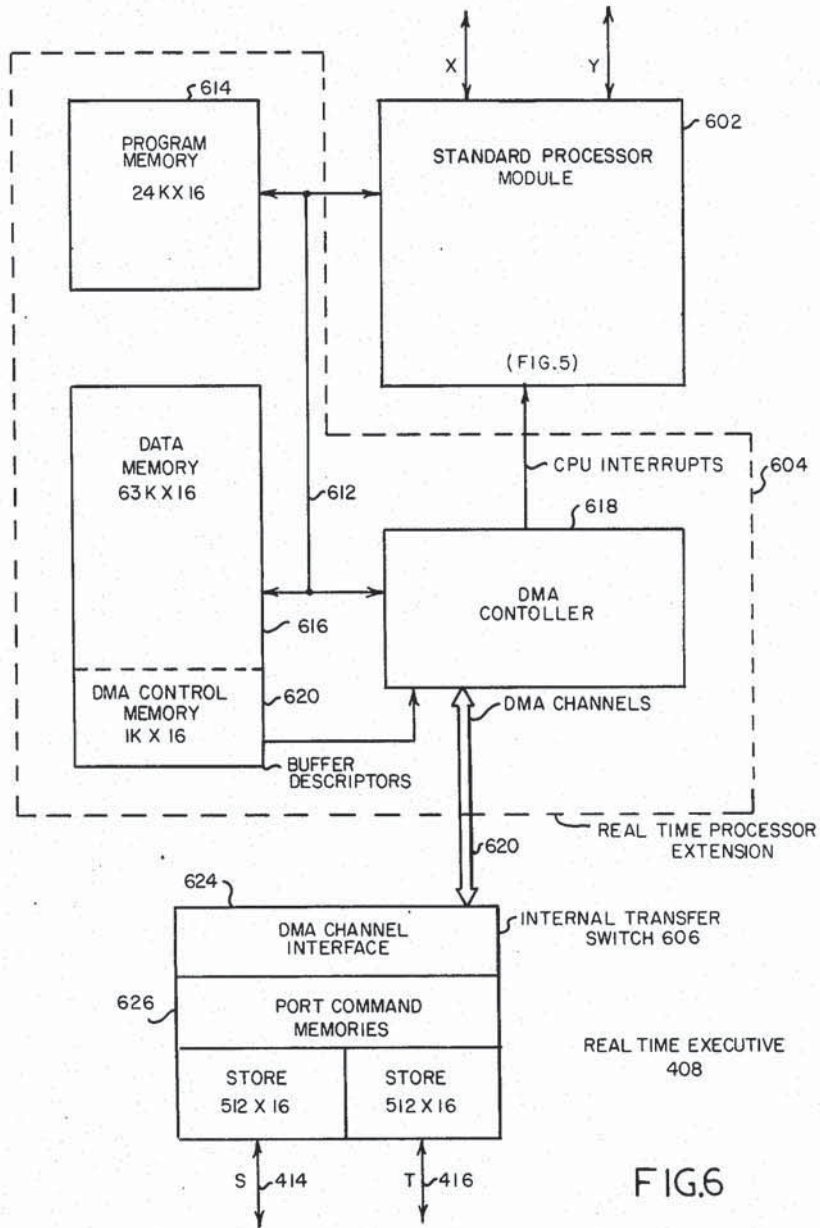 X
Y
614
PROGRAM
MEMORY
24K X 16
602
STANDARD PROCESSOR
MODULE
(FIG.5)
DATA
MEMORY
63K X 16
612
CPU INTERRUPTS
604
618
DMA
CONTOLLER
616
DMA CONTROL
MEMORY
1K X 16
620
BUFFER
DESCRIPTORS
DMA CHANNELS
REAL TIME PROCESSOR
EXTENSION
620
624
DMA CHANNEL
INTERFACE
INTERNAL TRANSFER
SWITCH 606
626
PORT COMMAND
MEMORIES
STORE
512 X 16
STORE
512 X 16
REAL TIME EXECUTIVE
408
S
414
T
416
FIG.6